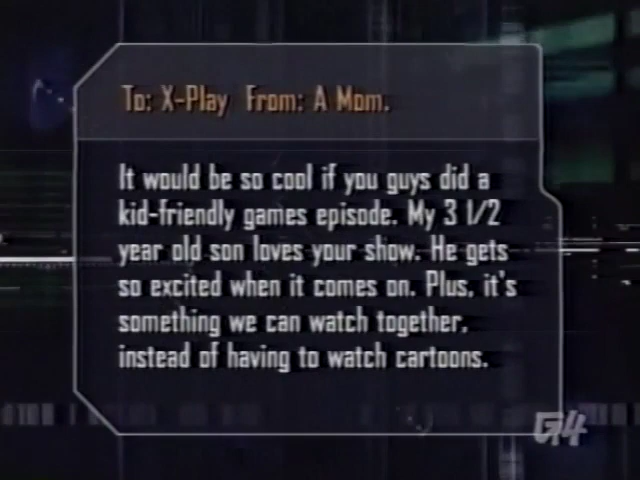 To: X-Play From: A Mom.
It would be so cool if you guys did a
kid-friendly games episode. My 3 1/2
year old son loves your show. He gets
so excited when it comes on. Plus, it's
something we can watch together,
instead of having to watch cartoons.
G4